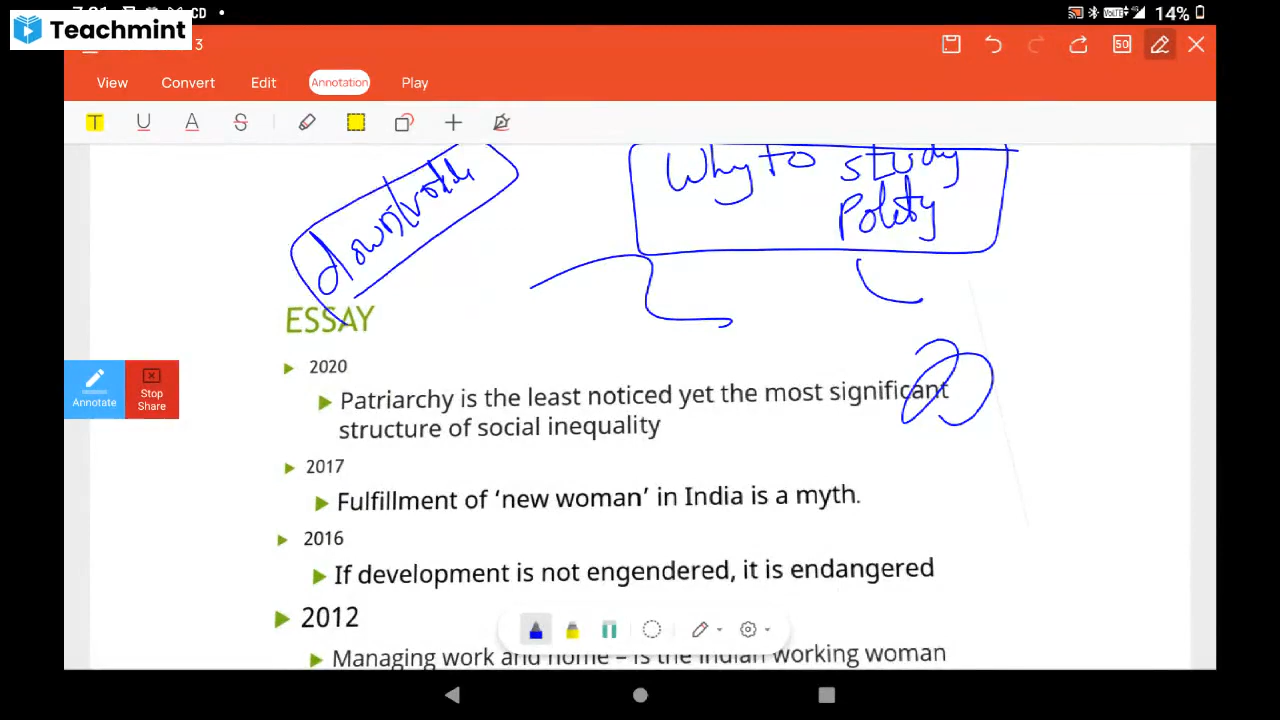 CD
14%
Teachmint
3
50
View Convert Edit Annotation Play
T U A S
Why to study
Polity
ESSAY
2020
Patriarchy is the least noticed yet the most significant
structure of social inequality
Annotate
Stop
Share
2017
Fulfillment of ‘new woman’ in India is a myth.
2016
If development is not engendered, it is endangered
2012
Managing work and home – is the Indian working woman